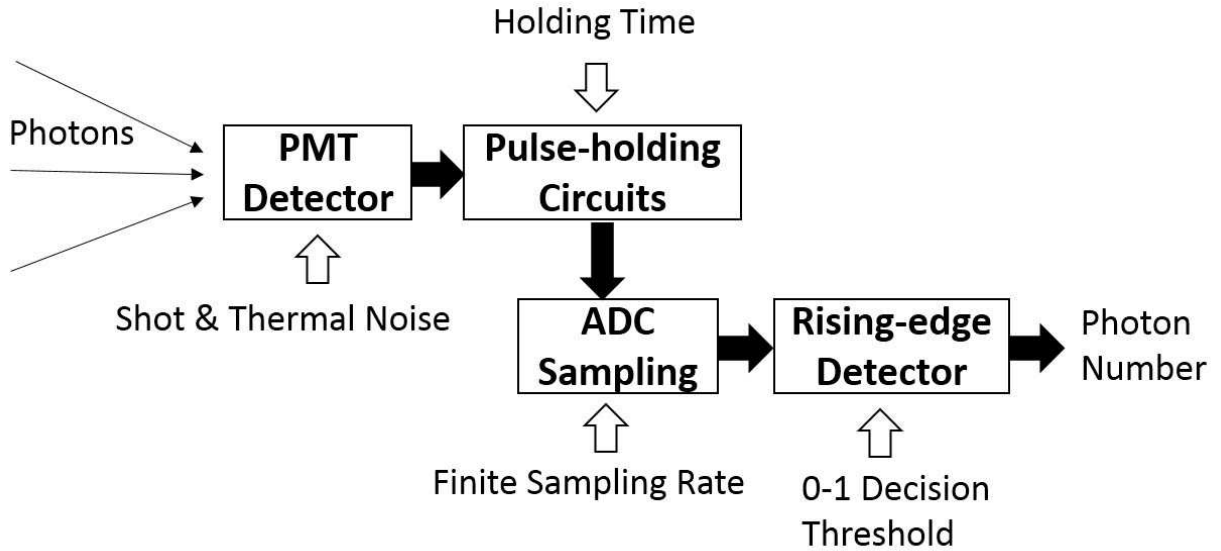 Holding Time
Photons
PMT
Detector
Pulse-holding
Circuits
Shot & Thermal Noise
ADC
Sampling
Rising-edge
Detector
Photon
Number
Finite Sampling Rate
0-1 Decision
Threshold